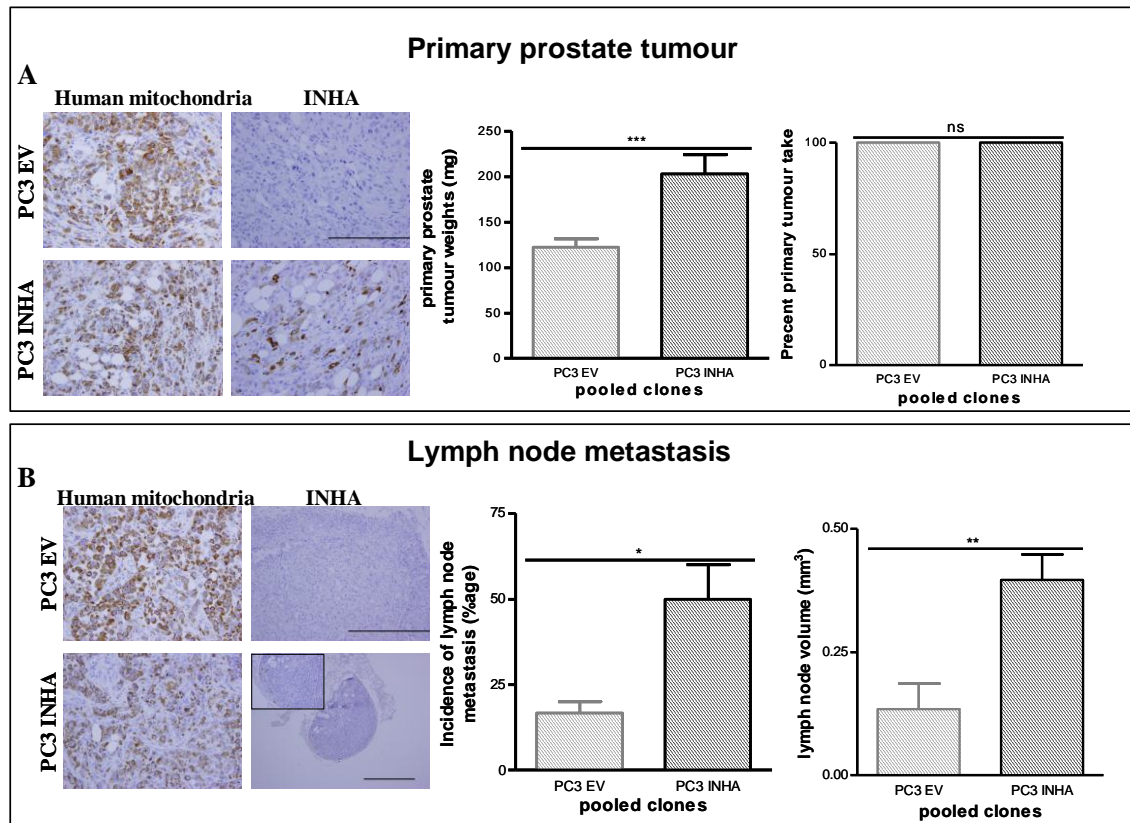 Primary prostate tumour
A
Human mitochondria INHA
PC3 EV
PC3 INHA
primary prostate
tumour weights (mg)
250
200
150
100
50
0
***
PC3 EV PC3 INHA
pooled clones
Precent primary tumour take
100
50
0
ns
PC3 EV PC3 INHA
pooled clones
Lymph node metastasis
B
Human mitochondria INHA
PC3 EV
PC3 INHA
Incidence of lymph node
metastasis (%age)
75
50
25
0
*
PC3 EV PC3 INHA
pooled clones
lymph node volume (mm³)
0.50
0.25
0.00
**
PC3 EV PC3 INHA
pooled clones